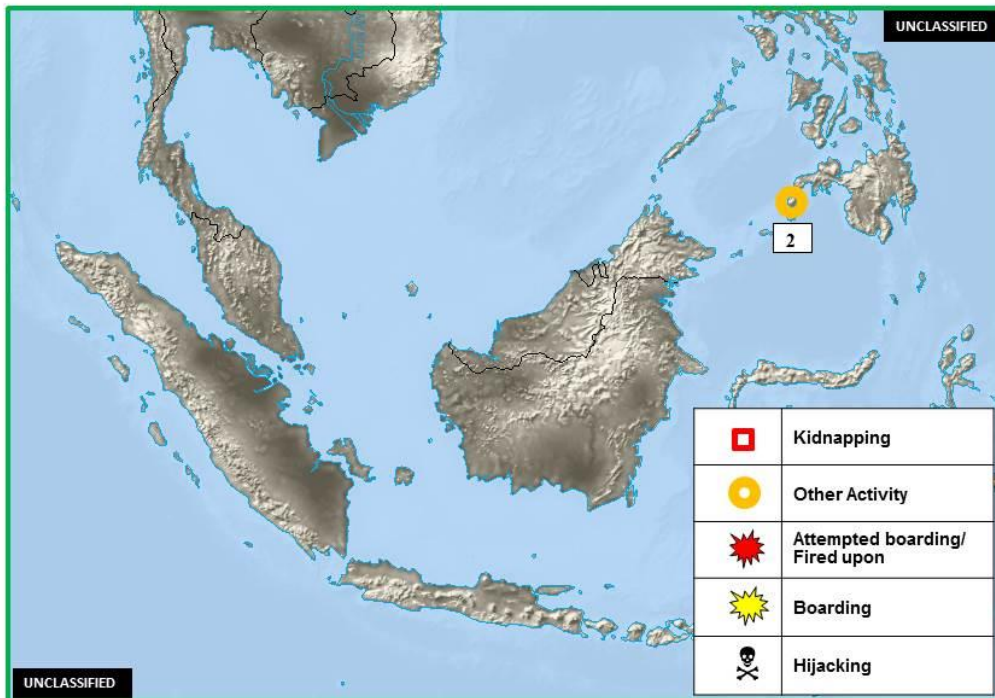 UNCLASSIFIED
2
Kidnapping
Other Activity
Attempted boarding/
Fired upon
Boarding
Hijacking
UNCLASSIFIED